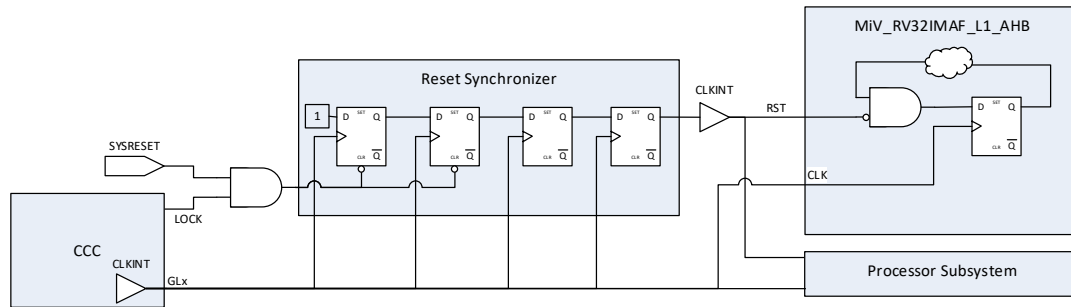 MiV_RV32IMAF_L1_AHB
Reset Synchronizer
CLKINT
RST
1
D SET Q
CLR Q
D SET Q
CLR Q
D SET Q
CLR Q
D SET Q
CLR Q
D SET Q
CLR Q
SYSRESET
LOCK
CLK
CCC
CLKINT
GLx
Processor Subsystem